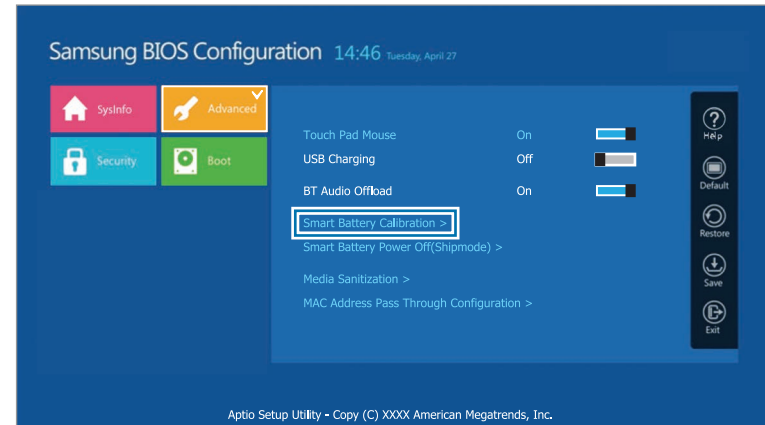 Samsung BIOS Configuration 14:46 Tuesday, April 27
SysInfo
Advanced
Security
Boot
Touch Pad Mouse On
USB Charging Off
BT Audio Offload On
Smart Battery Calibration >
Smart Battery Power Off(Shipmode) >
Media Sanitization >
MAC Address Pass Through Configuration >
Help
Default
Restore
Save
Exit
Aptio Setup Utility - Copy (C) XXXX American Megatrends, Inc.